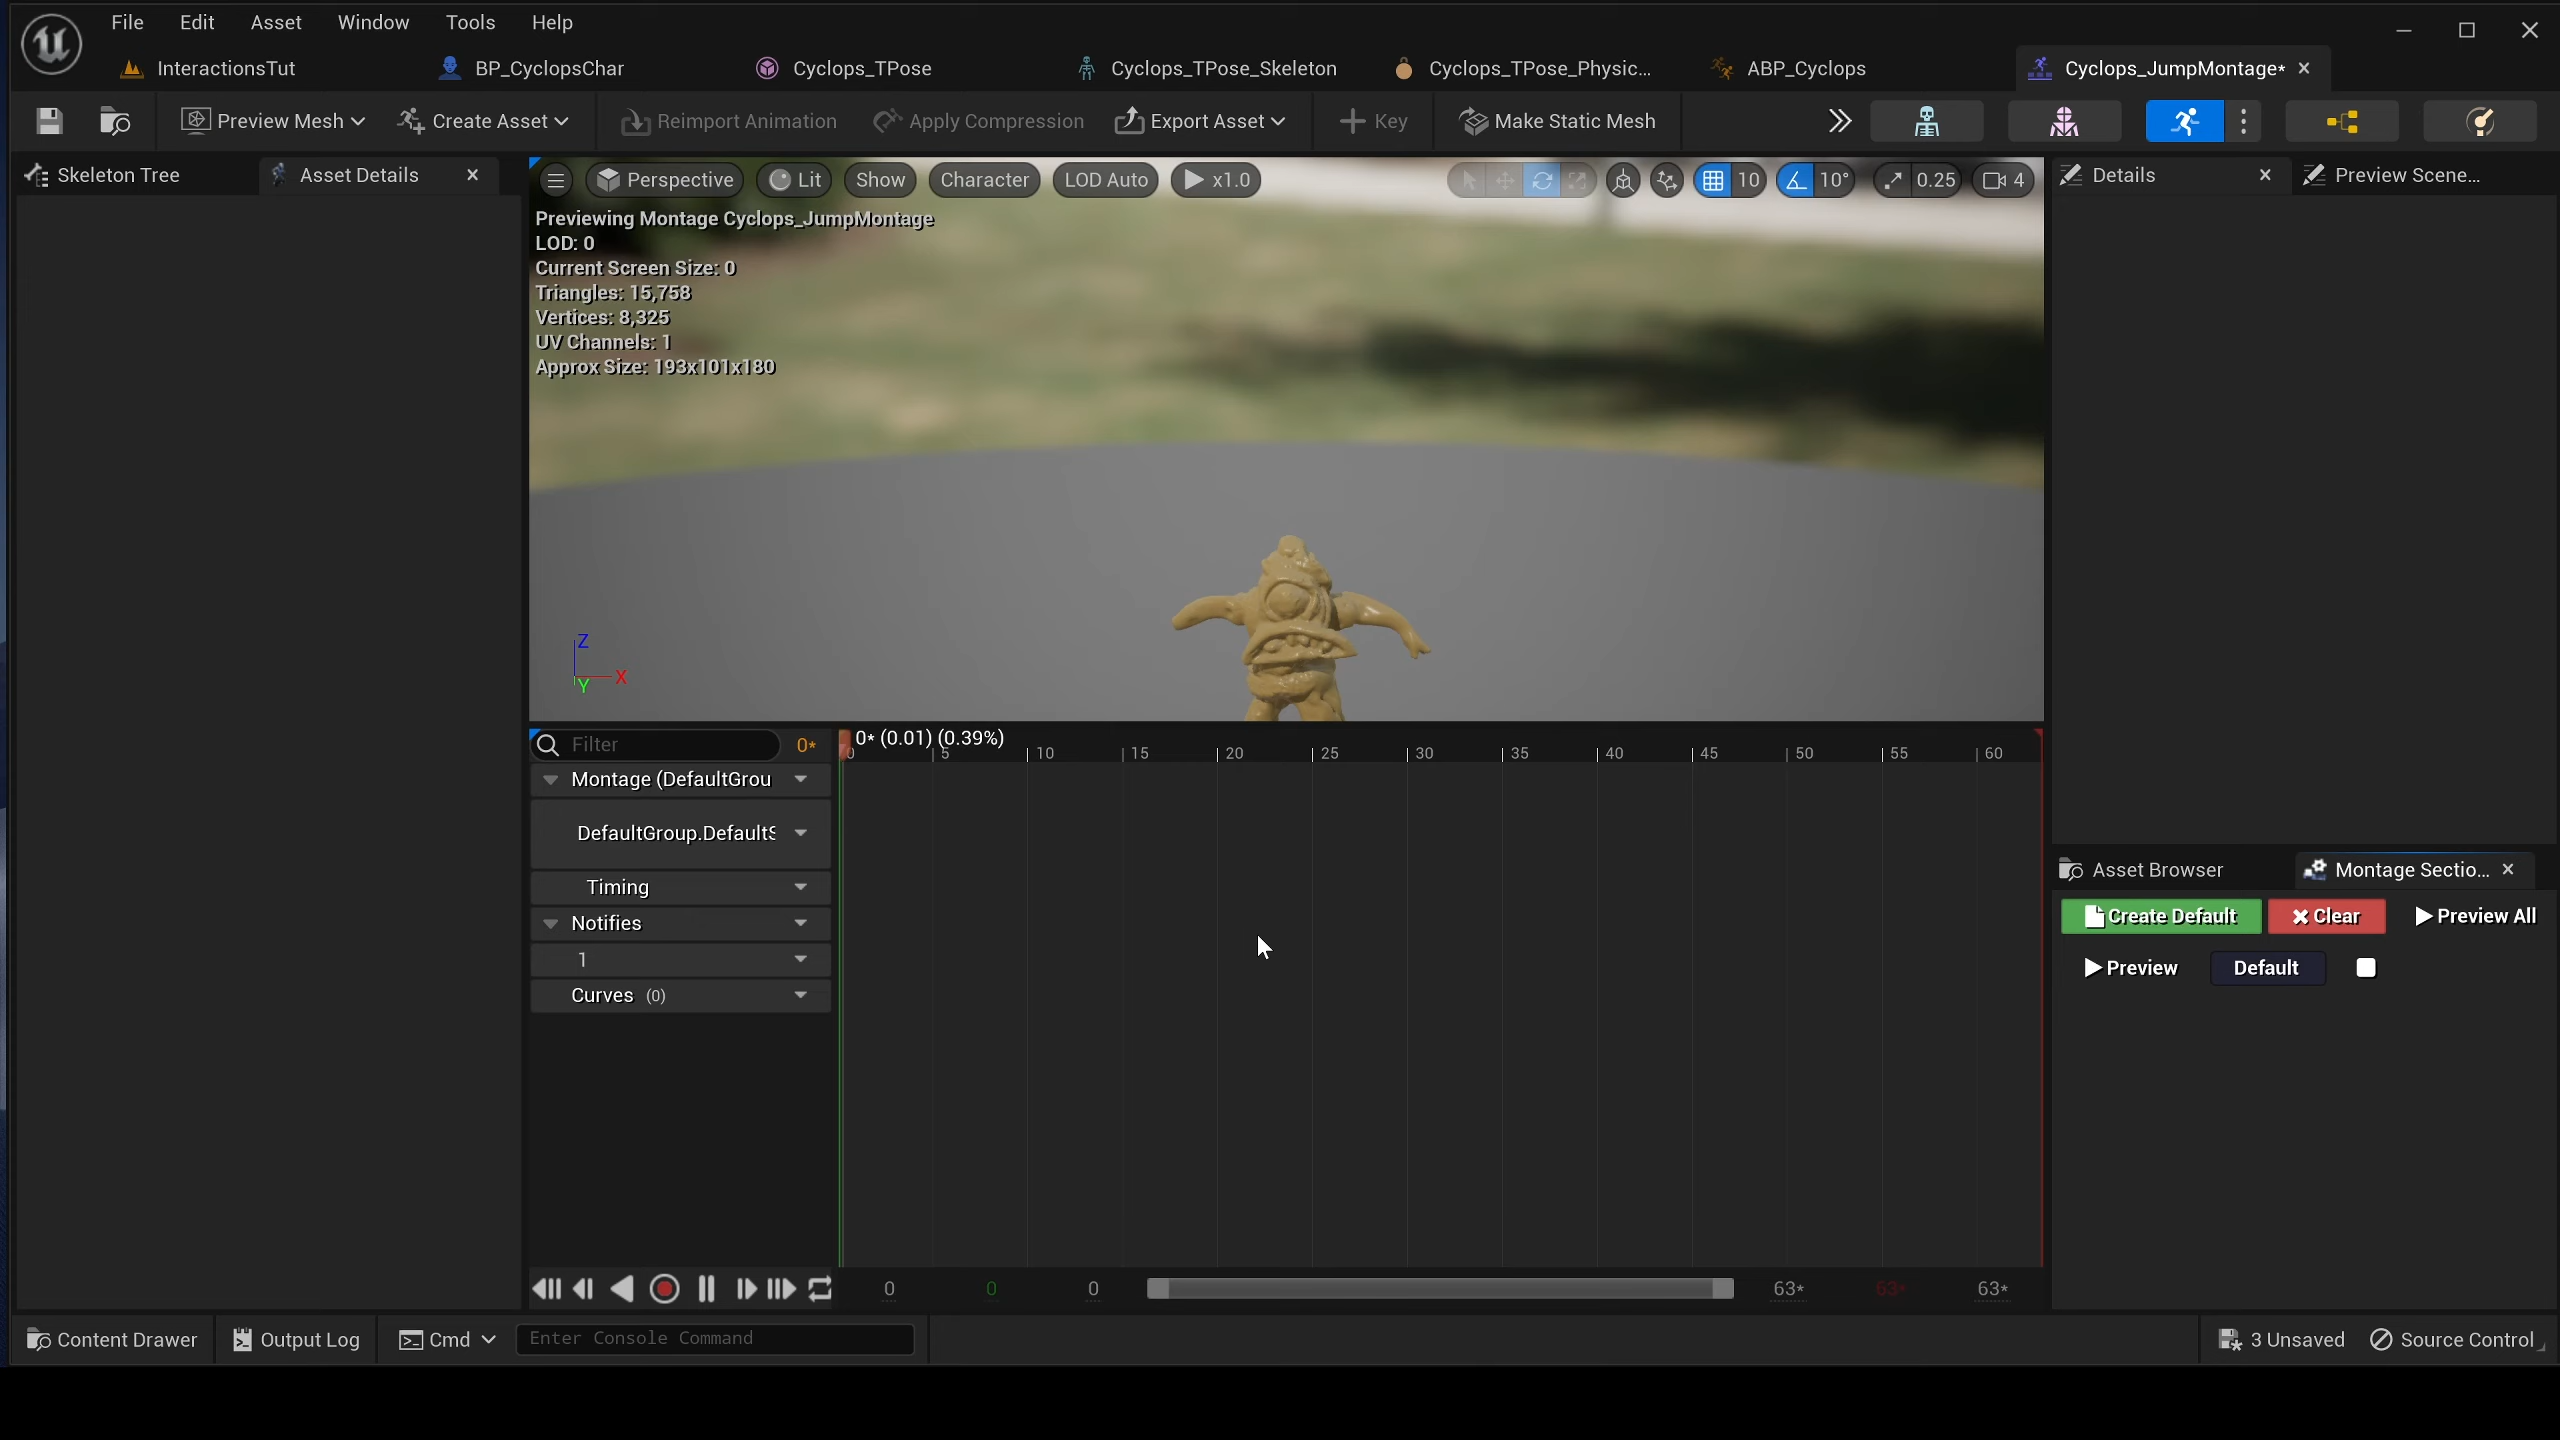 File Edit Asset Window Tools Help
InteractionsTut BP_CyclopsChar Cyclops_TPose Cyclops_TPose_Skeleton Cyclops_TPose_Physic... ABP_Cyclops Cyclops_JumpMontage*
Preview Mesh Create Asset Reimport Animation Apply Compression Export Asset Key Make Static Mesh
Skeleton Tree Asset Details
Perspective Lit Show Character LOD Auto x1.0 10 10° 0.25 4
Details Preview Scene...
Previewing Montage Cyclops_JumpMontage
LOD: 0
Current Screen Size: 0
Triangles: 15,758
Vertices: 8,325
UV Channels: 1
Approx Size: 193x101x180
Z
X
Y
Filter 0* 0* (0.01) (0.39%)
0 5 10 15 20 25 30 35 40 45 50 55 60
Montage (DefaultGrou
DefaultGroup.DefaultS
Timing
Notifies
1
Curves (0)
Asset Browser Montage Sectio...
Create Default Clear Preview All
Preview Default
0 0 0 63* 63* 63*
Content Drawer Output Log Cmd Enter Console Command 3 Unsaved Source Control